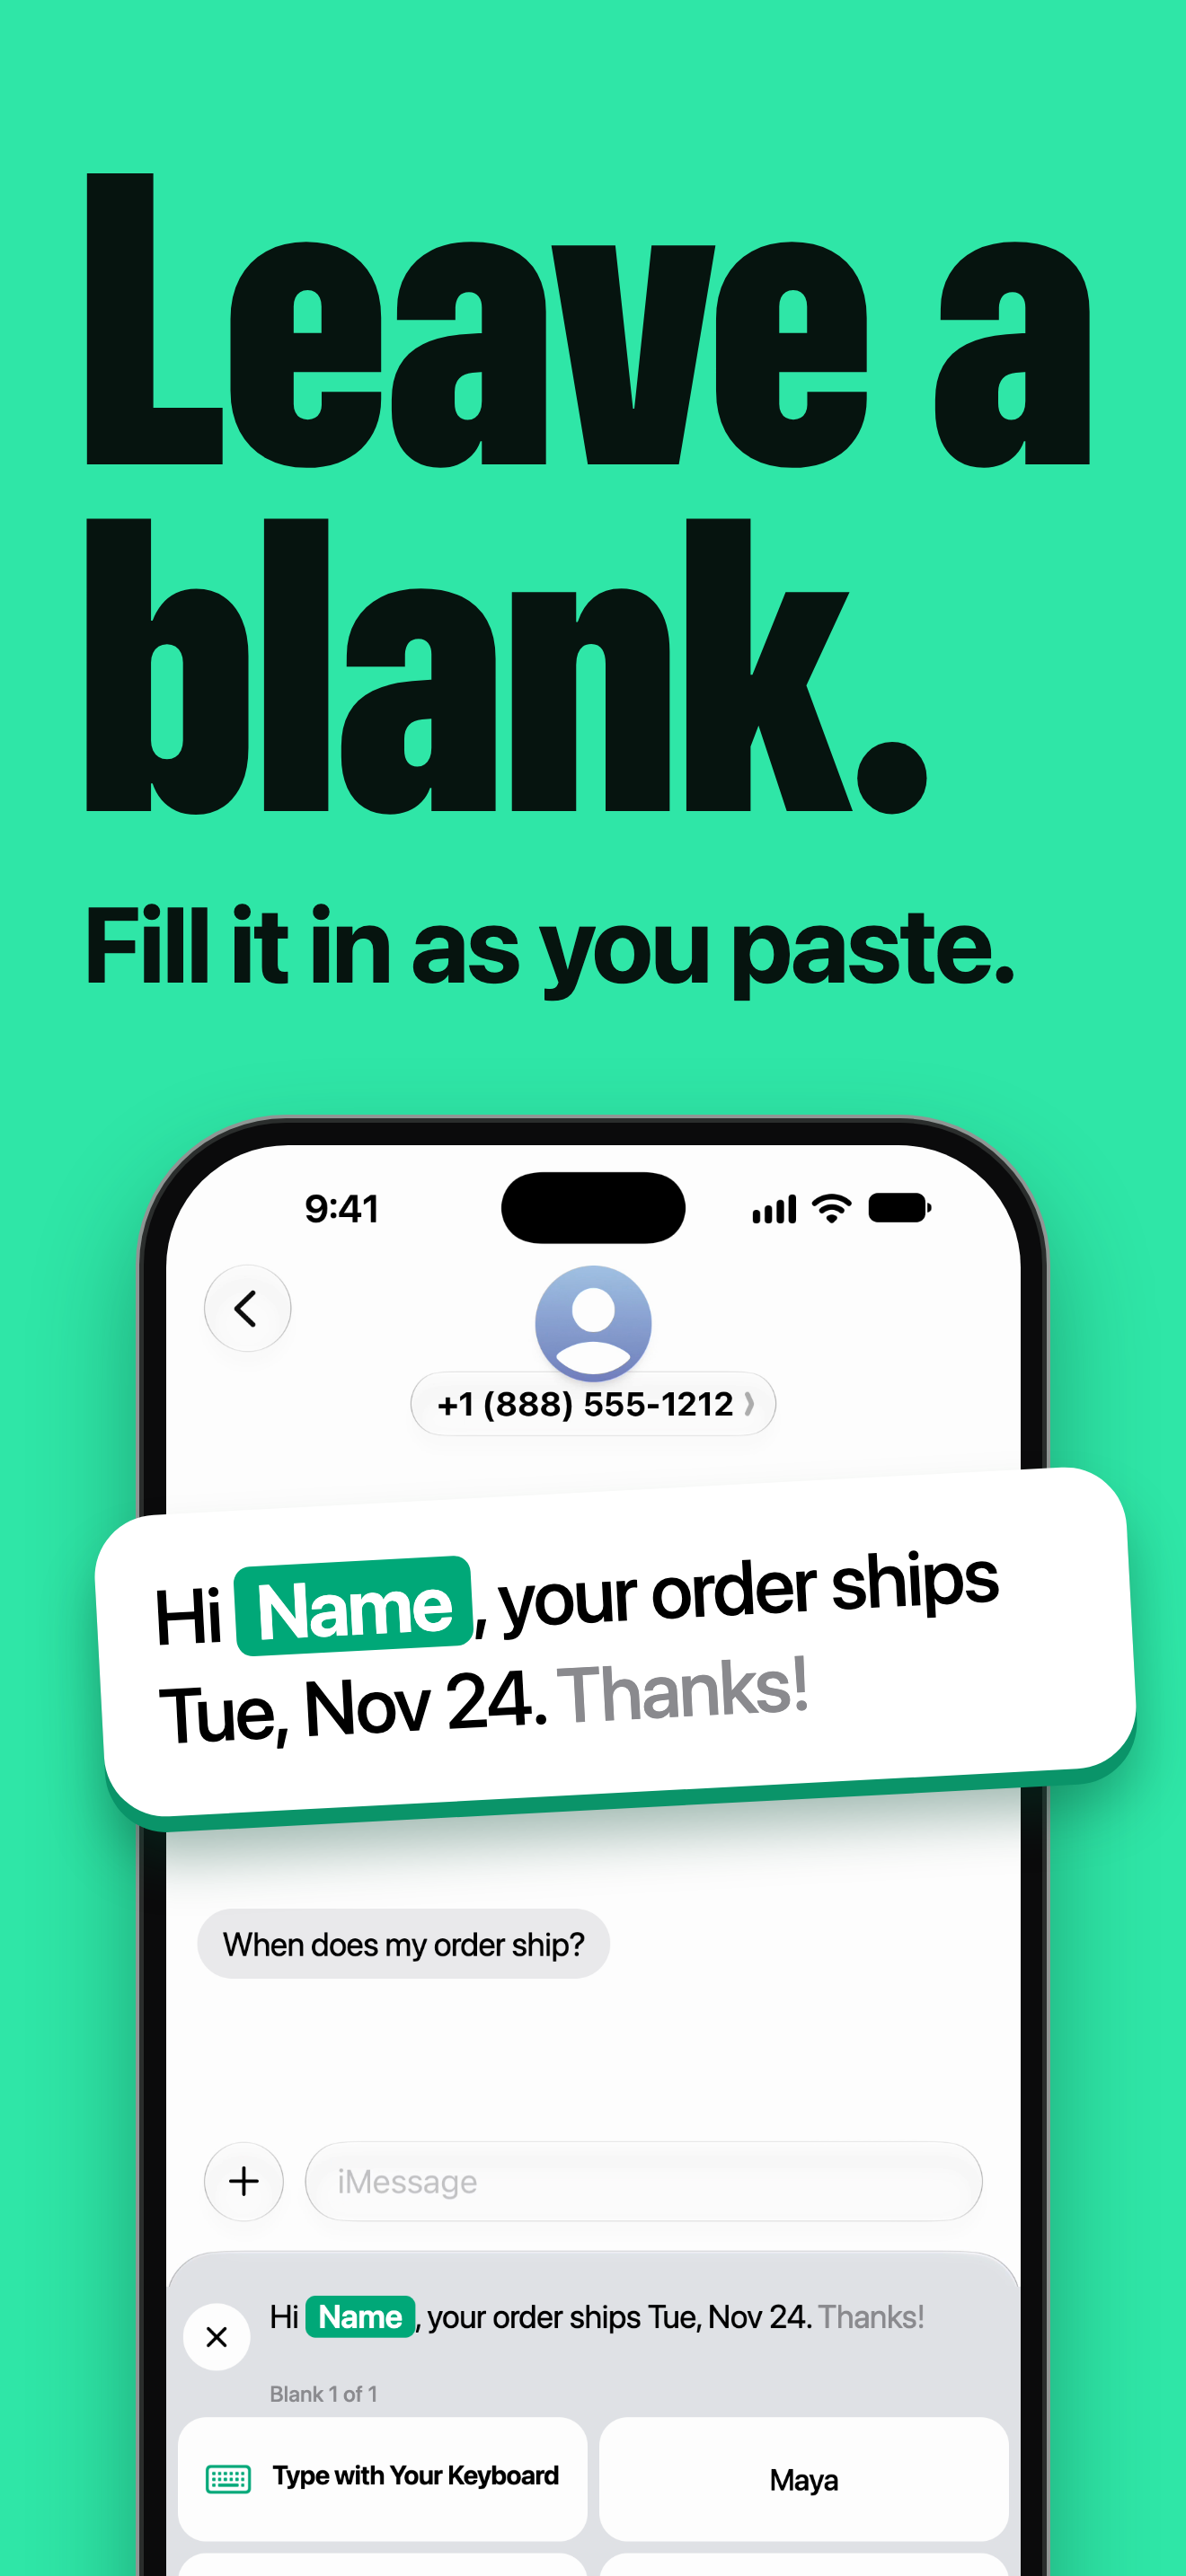 Leave a
blank.
Fill it in as you paste.
9:41
+1 (888) 555-1212
Hi Name, your order ships
Tue, Nov 24. Thanks!
When does my order ship?
iMessage
Hi Name, your order ships Tue, Nov 24. Thanks!
Blank 1 of 1
Type with Your Keyboard
Maya